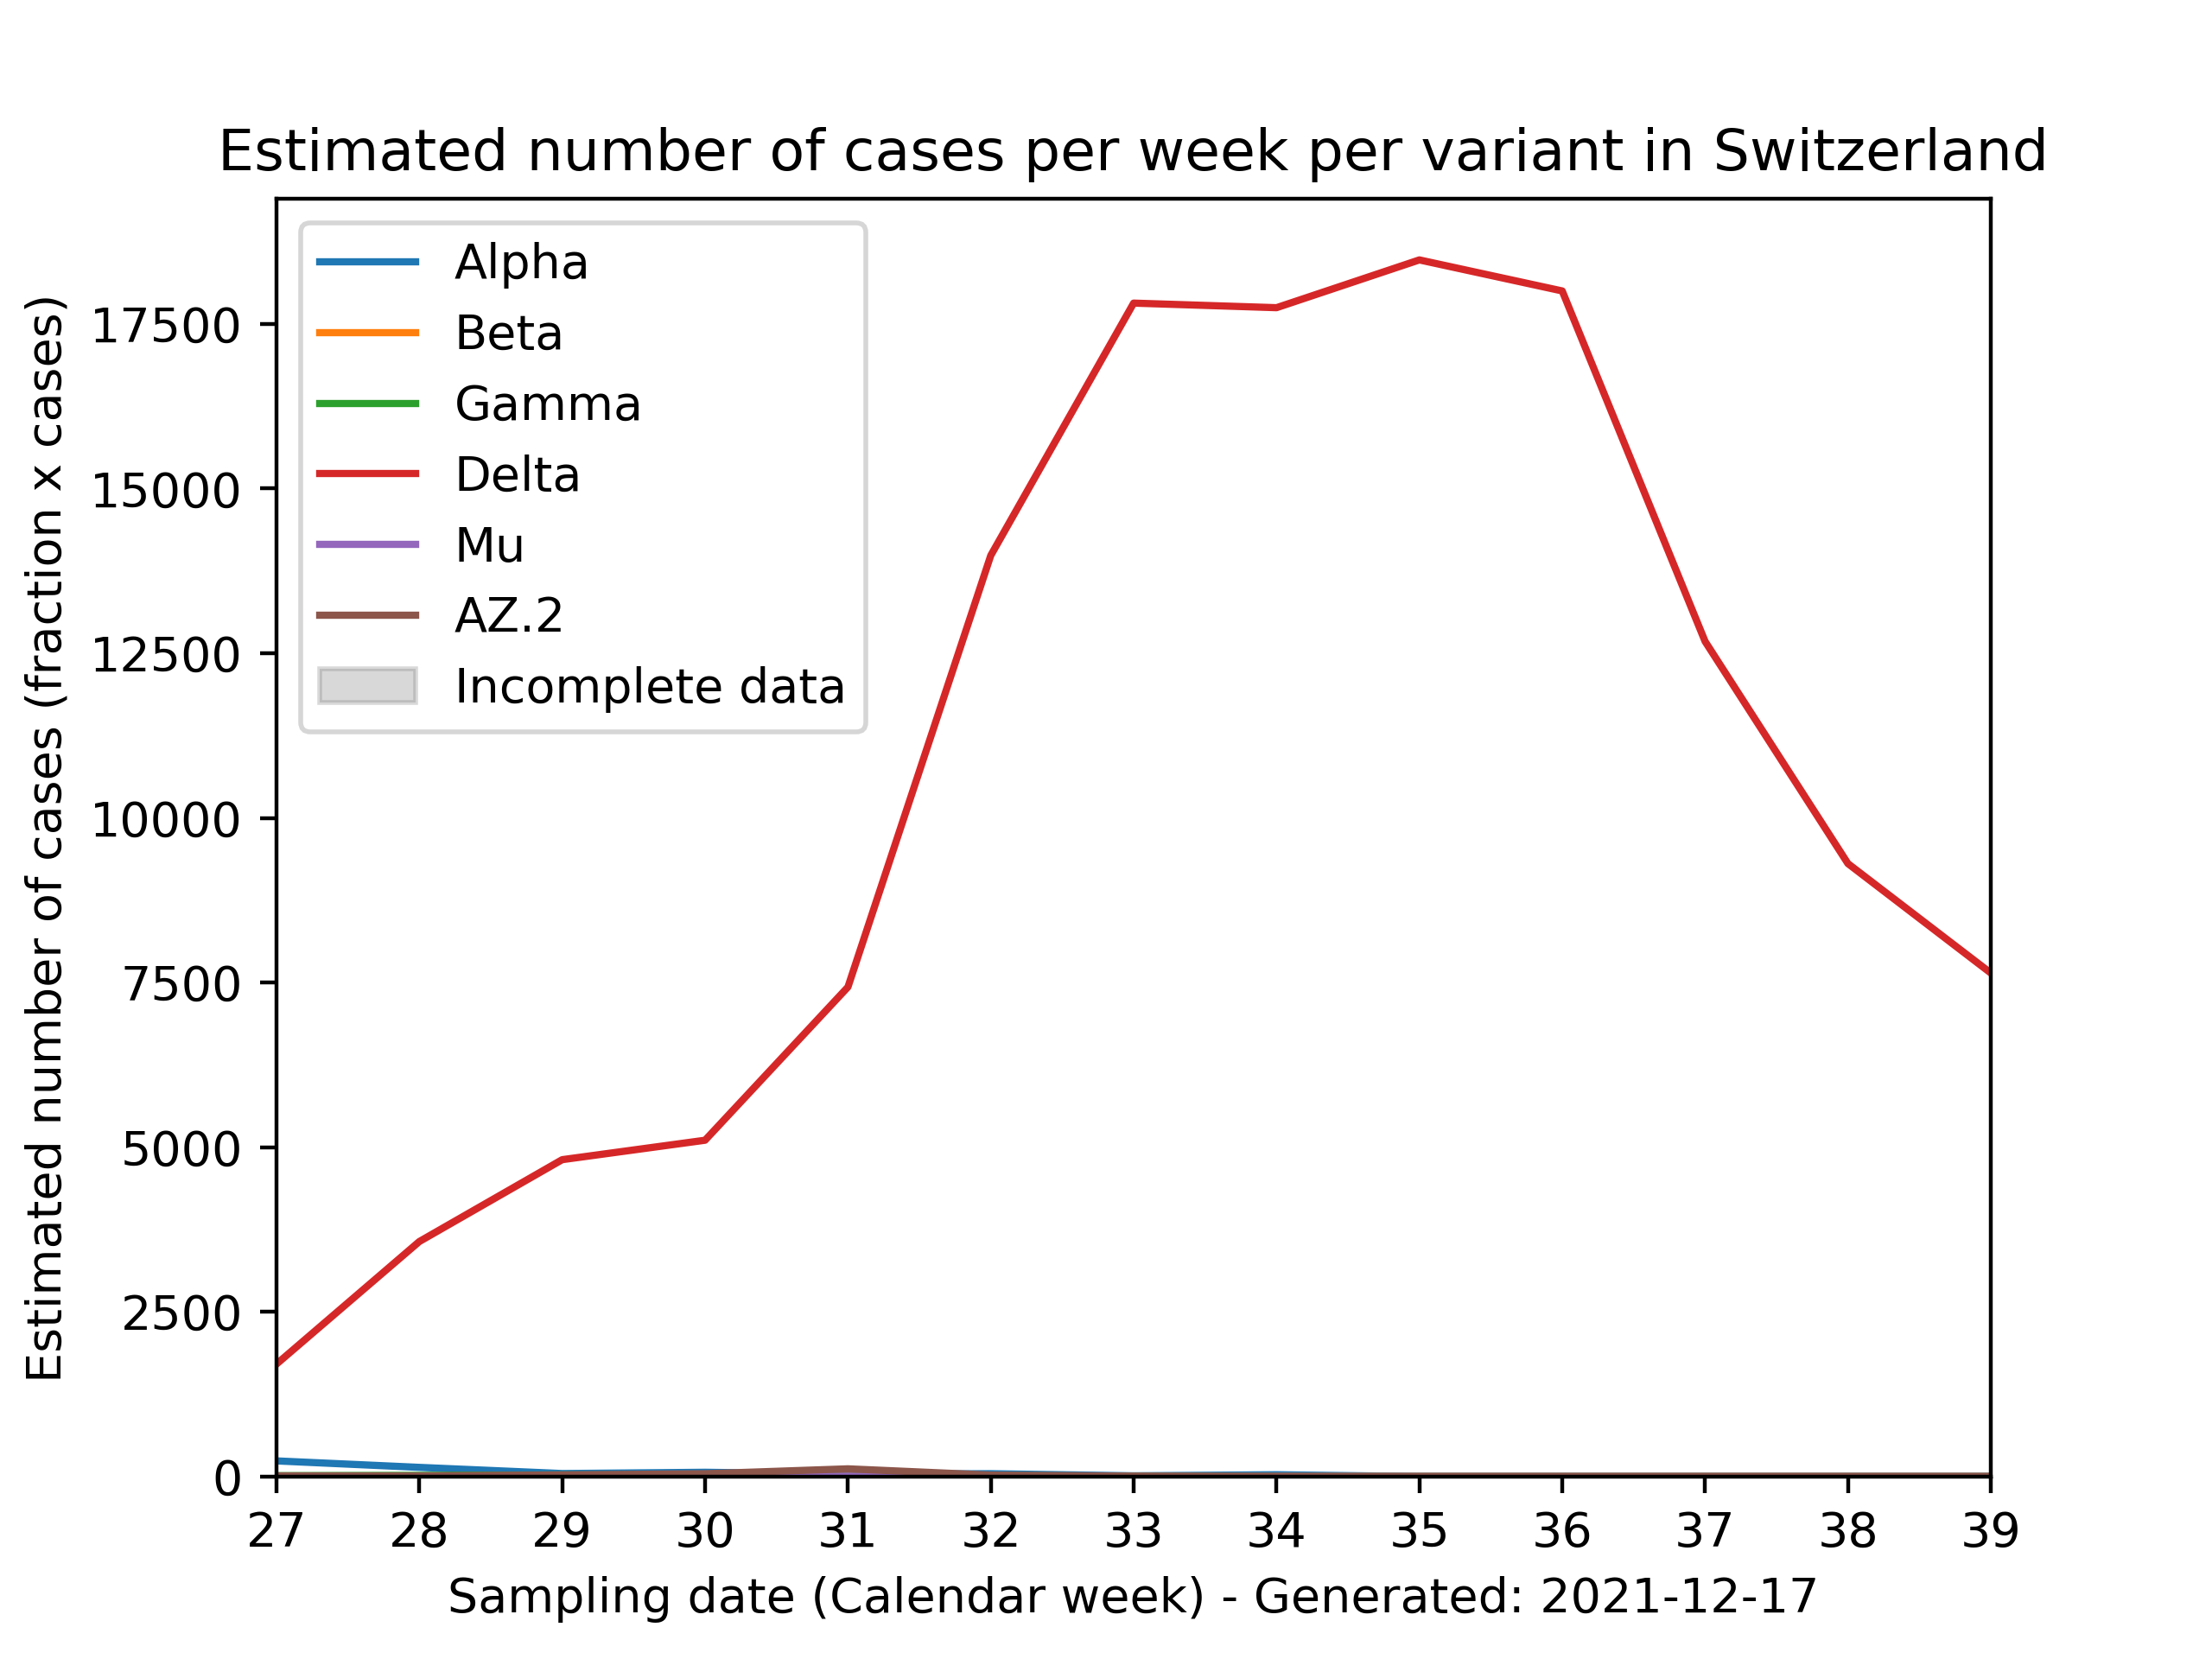 Estimated number of cases per week per variant in Switzerland
Estimated number of cases (fraction x cases)
17500
15000
12500
10000
7500
5000
2500
0
Alpha
Beta
Gamma
Delta
Mu
AZ.2
Incomplete data
27 28 29 30 31 32 33 34 35 36 37 38 39
Sampling date (Calendar week) - Generated: 2021-12-17